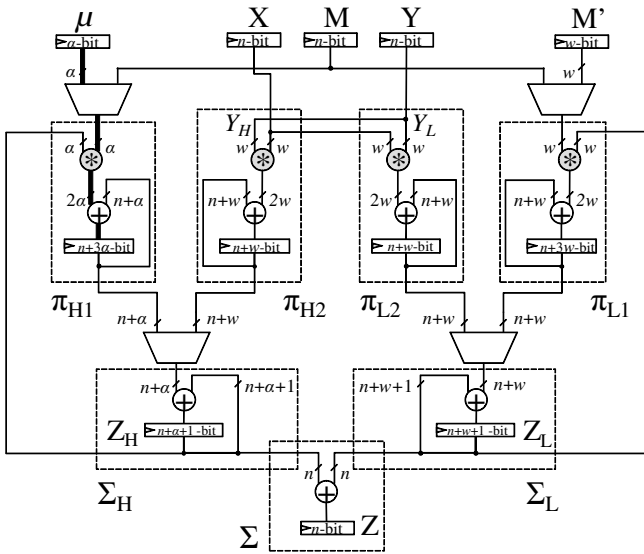 μ X M Y M'
α-bit n-bit n-bit n-bit w-bit
α w
Y_H Y_L
α α w w w w w w
* * * *
2α n+α n+w 2w 2w n+w n+w 2w
+ + + +
n+3α-bit n+w-bit n+w-bit n+3w-bit
π_H1 π_H2 π_L2 π_L1
n+α n+w n+w n+w
n+α n+α+1 n+w+1 n+w
+ +
Z_H n+α+1 -bit n+w+1 -bit Z_L
n n
Σ_H + Σ_L
Σ n-bit Z